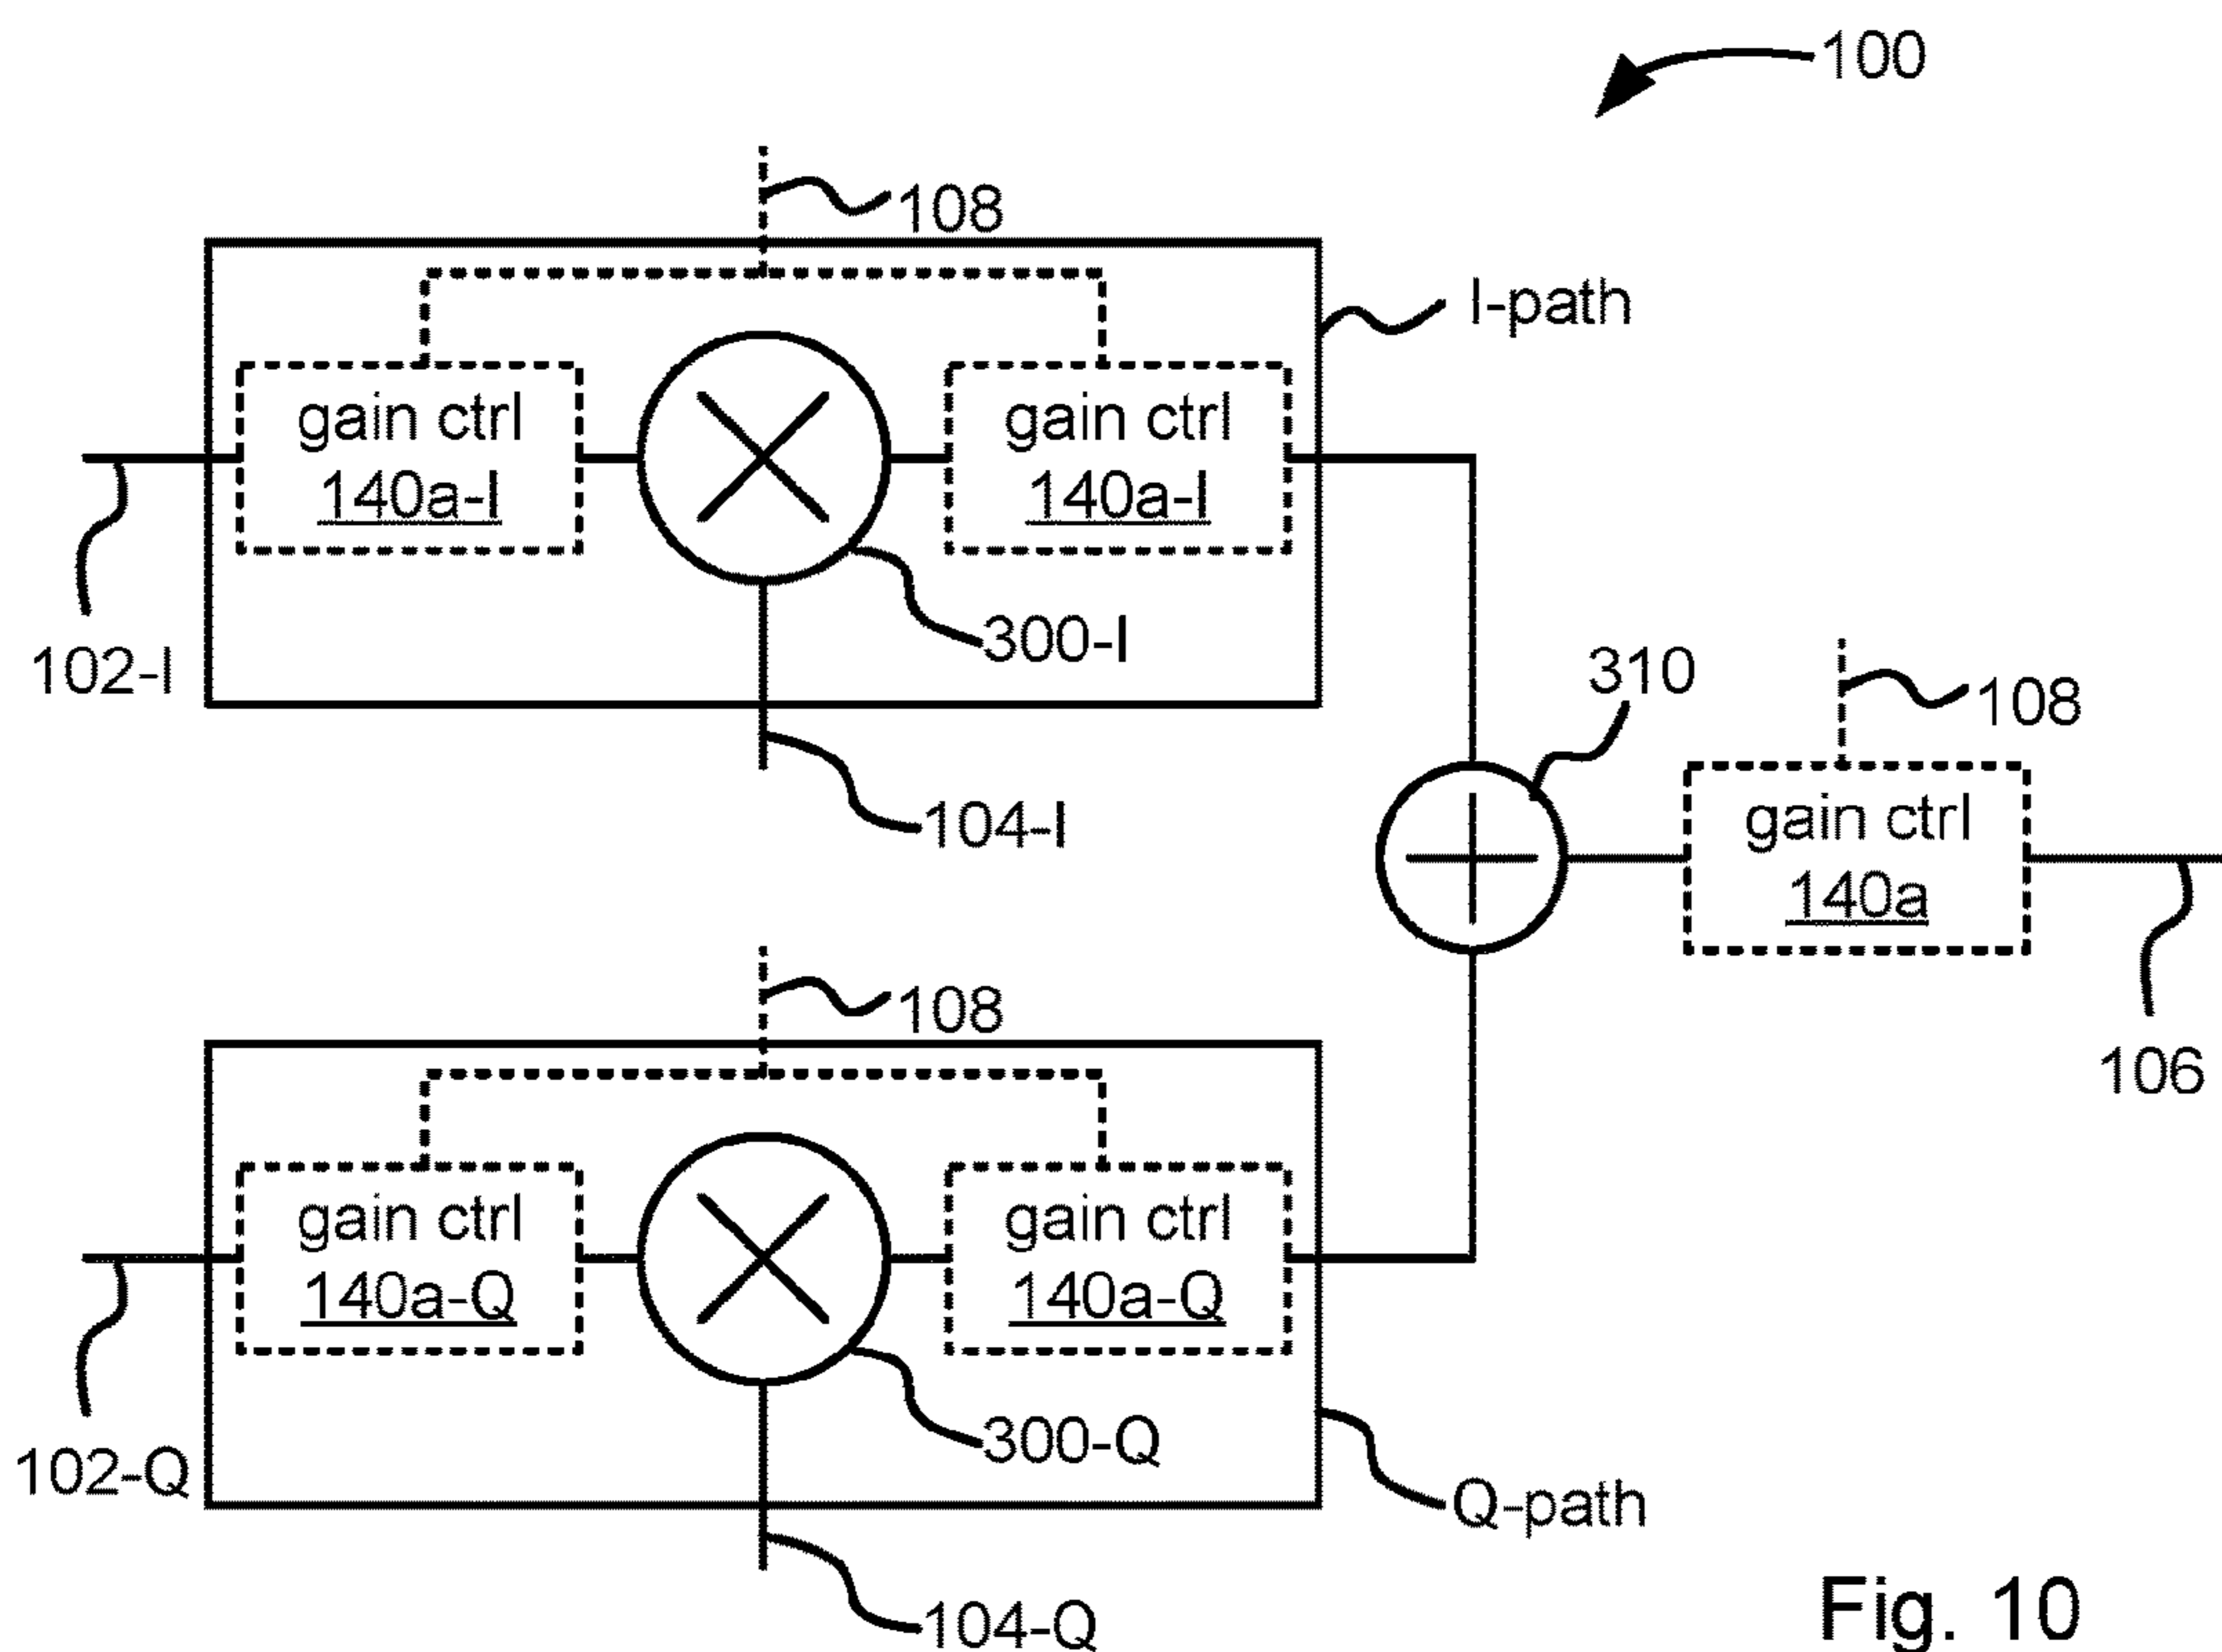 100
108
I-path
gain ctrl
140a-I
gain ctrl
140a-I
300-I
102-I
104-I
310
108
gain ctrl
140a
106
108
gain ctrl
140a-Q
gain ctrl
140a-Q
300-Q
102-Q
Q-path
104-Q
Fig. 10